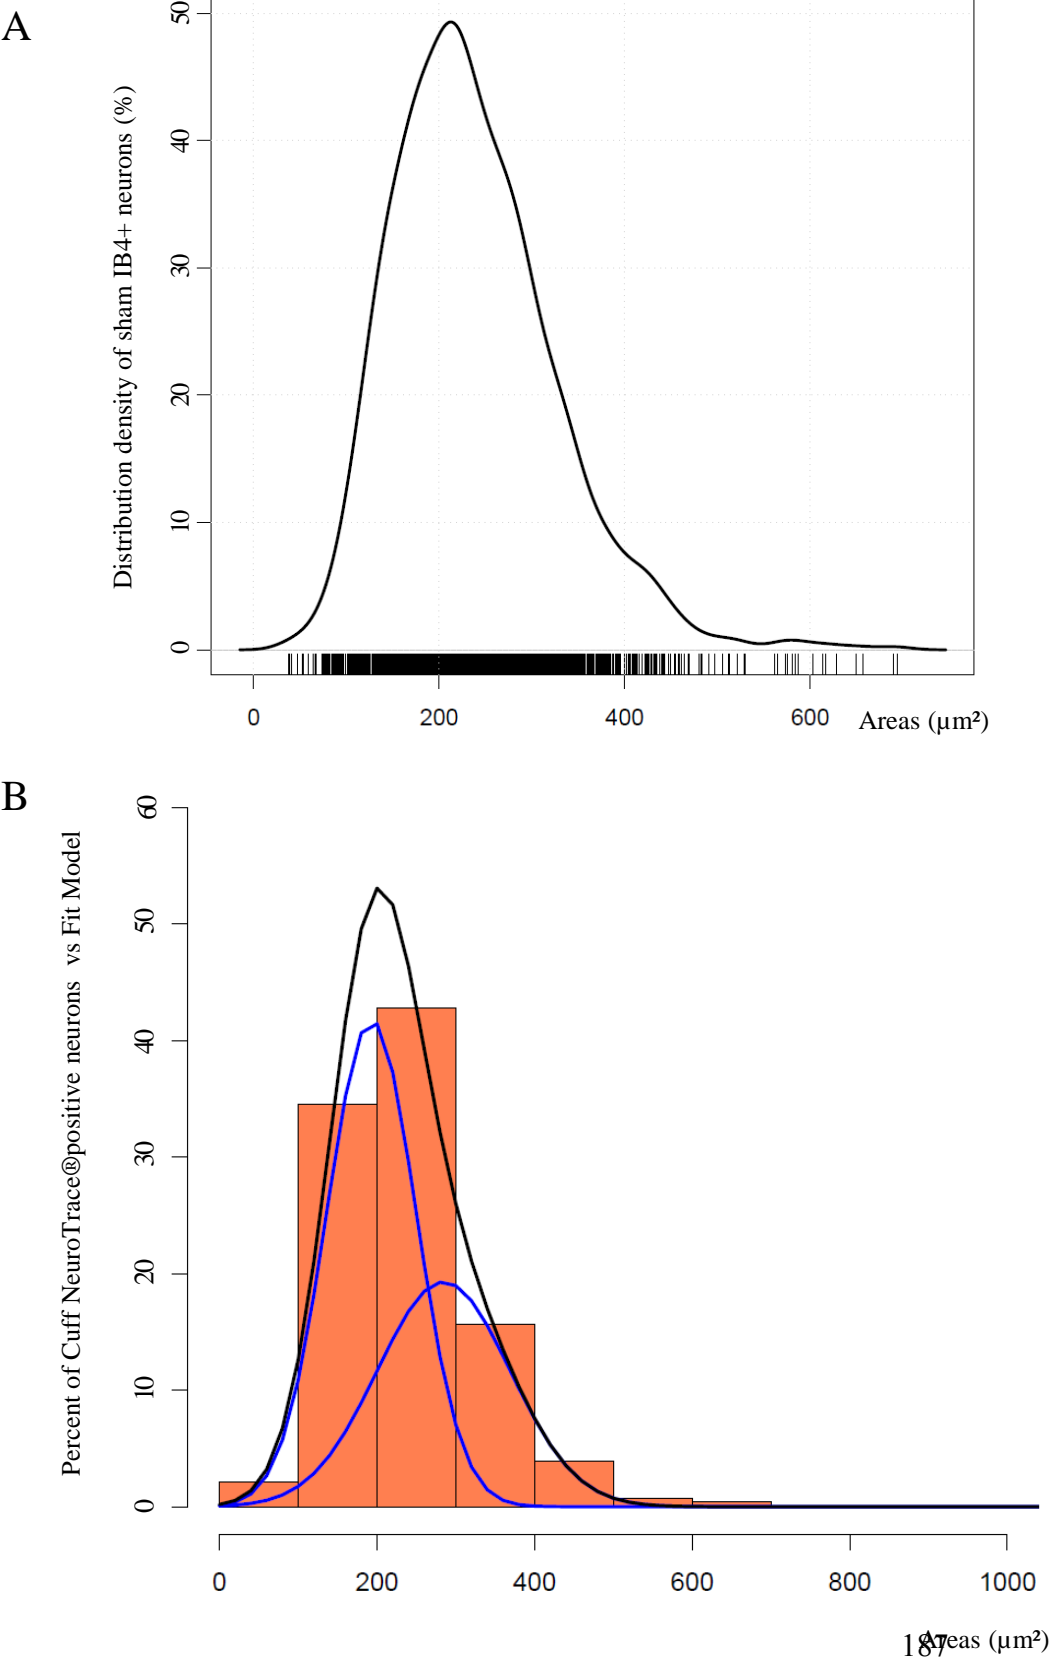 A
Distribution density of sham IB4+ neurons (%)
50
40
30
20
10
0
0 200 400 600 Areas (µm²)
B
Percent of Cuff NeuroTrace®positive neurons vs Fit Model
60
50
40
30
20
10
0
0 200 400 600 800 1000
Areas (µm²)
187